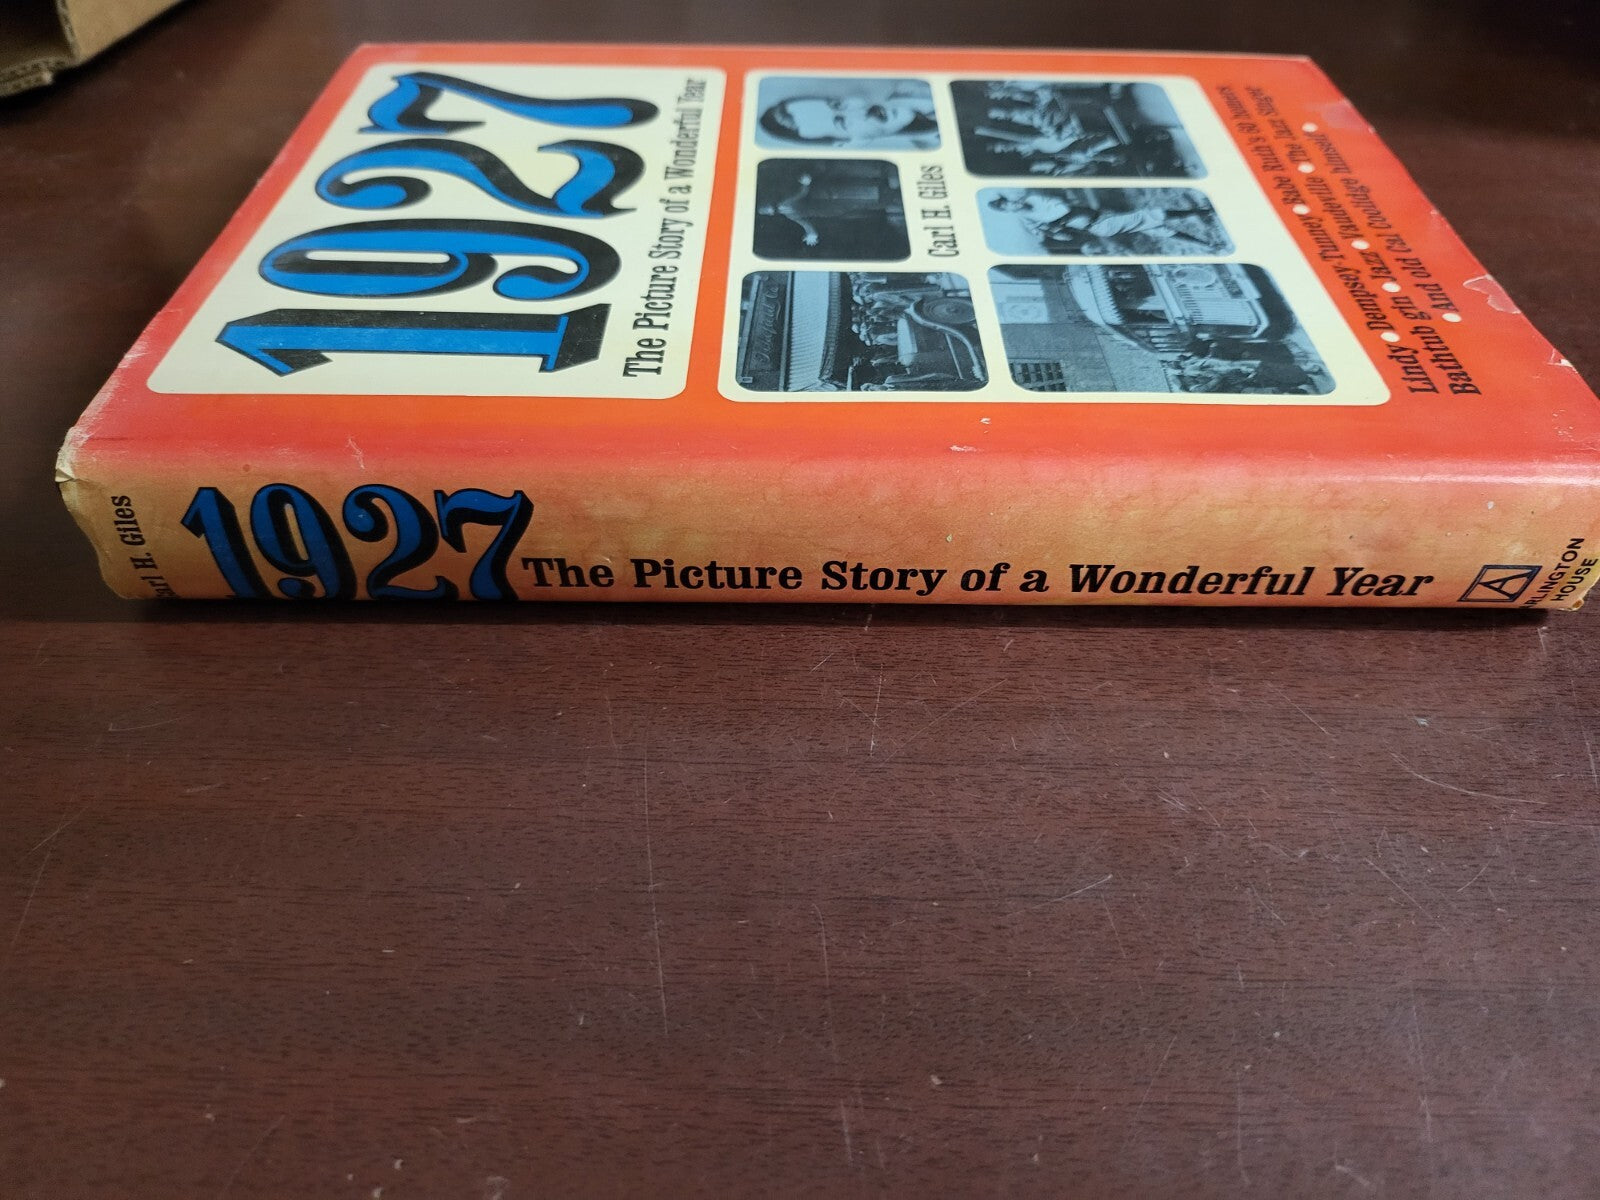 1927
The Picture Story of a Wonderful Year
Carl H. Giles
Lindy • Dempsey-Tunney • Babe Ruth's 60 homers
Bathtub gin • Jazz • Vaudeville • The Jazz Singer
• And old Cal Coolidge himself •
Carl H. Giles
1927
The Picture Story of a Wonderful Year
A
ARLINGTON
HOUSE